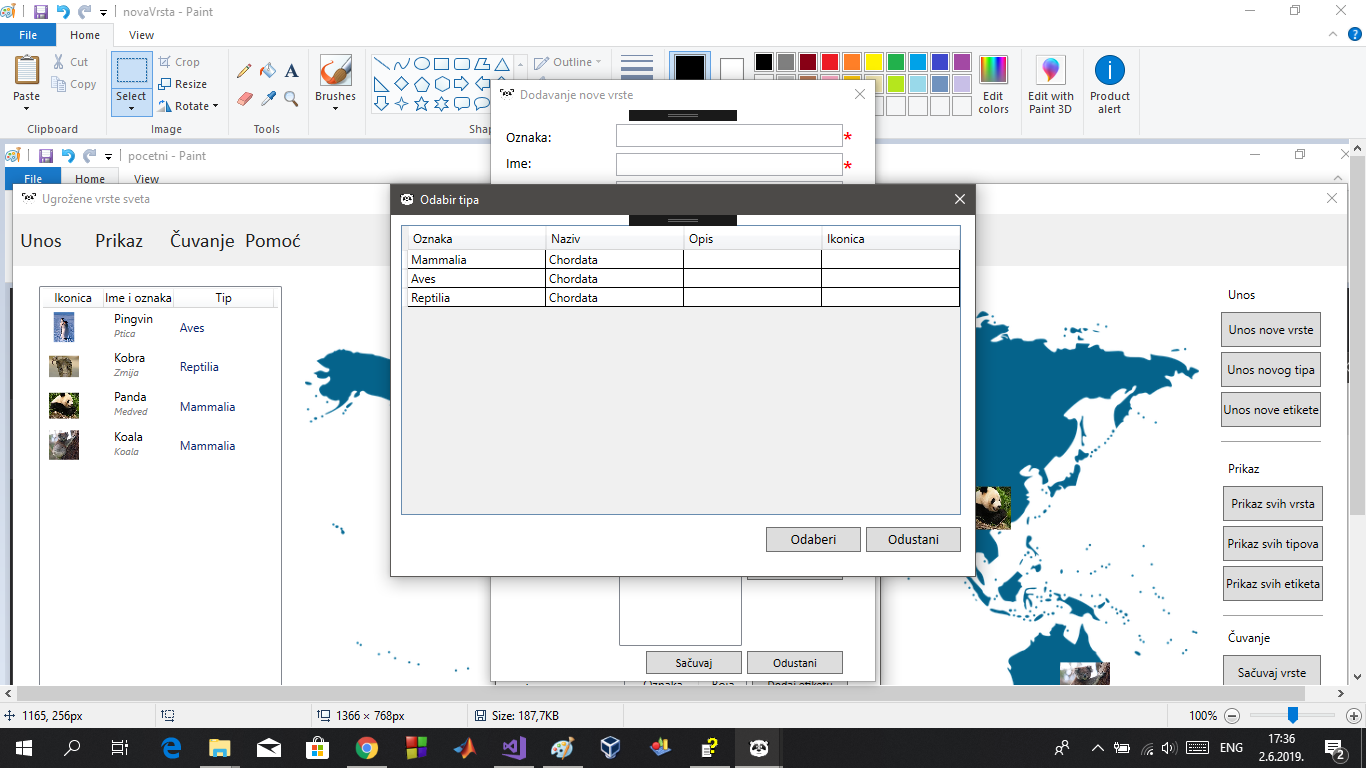 novaVrsta - Paint
File Home View
Paste Cut Copy Clipboard
Select Crop Resize Rotate Image
Tools
Brushes
Outline
Edit colors
Edit with Paint 3D
Product alert
Dodavanje nove vrste
Oznaka: *
Ime: *
pocetni - Paint
File Home View
Ugrožene vrste sveta
Unos Prikaz Čuvanje Pomoć
Ikonica Ime i oznaka Tip
Pingvin
Ptica
Aves
Kobra
Zmija
Reptilia
Panda
Medved
Mammalia
Koala
Koala
Mammalia
Odabir tipa
Oznaka Naziv Opis Ikonica
Mammalia Chordata
Aves Chordata
Reptilia Chordata
Odaberi Odustani
Sačuvaj Odustani
Unos
Unos nove vrste
Unos novog tipa
Unos nove etikete
Prikaz
Prikaz svih vrsta
Prikaz svih tipova
Prikaz svih etiketa
Čuvanje
Sačuvaj vrste
1165, 256px
1366 × 768px
Size: 187,7KB
100%
ENG
17:36
2.6.2019.
2